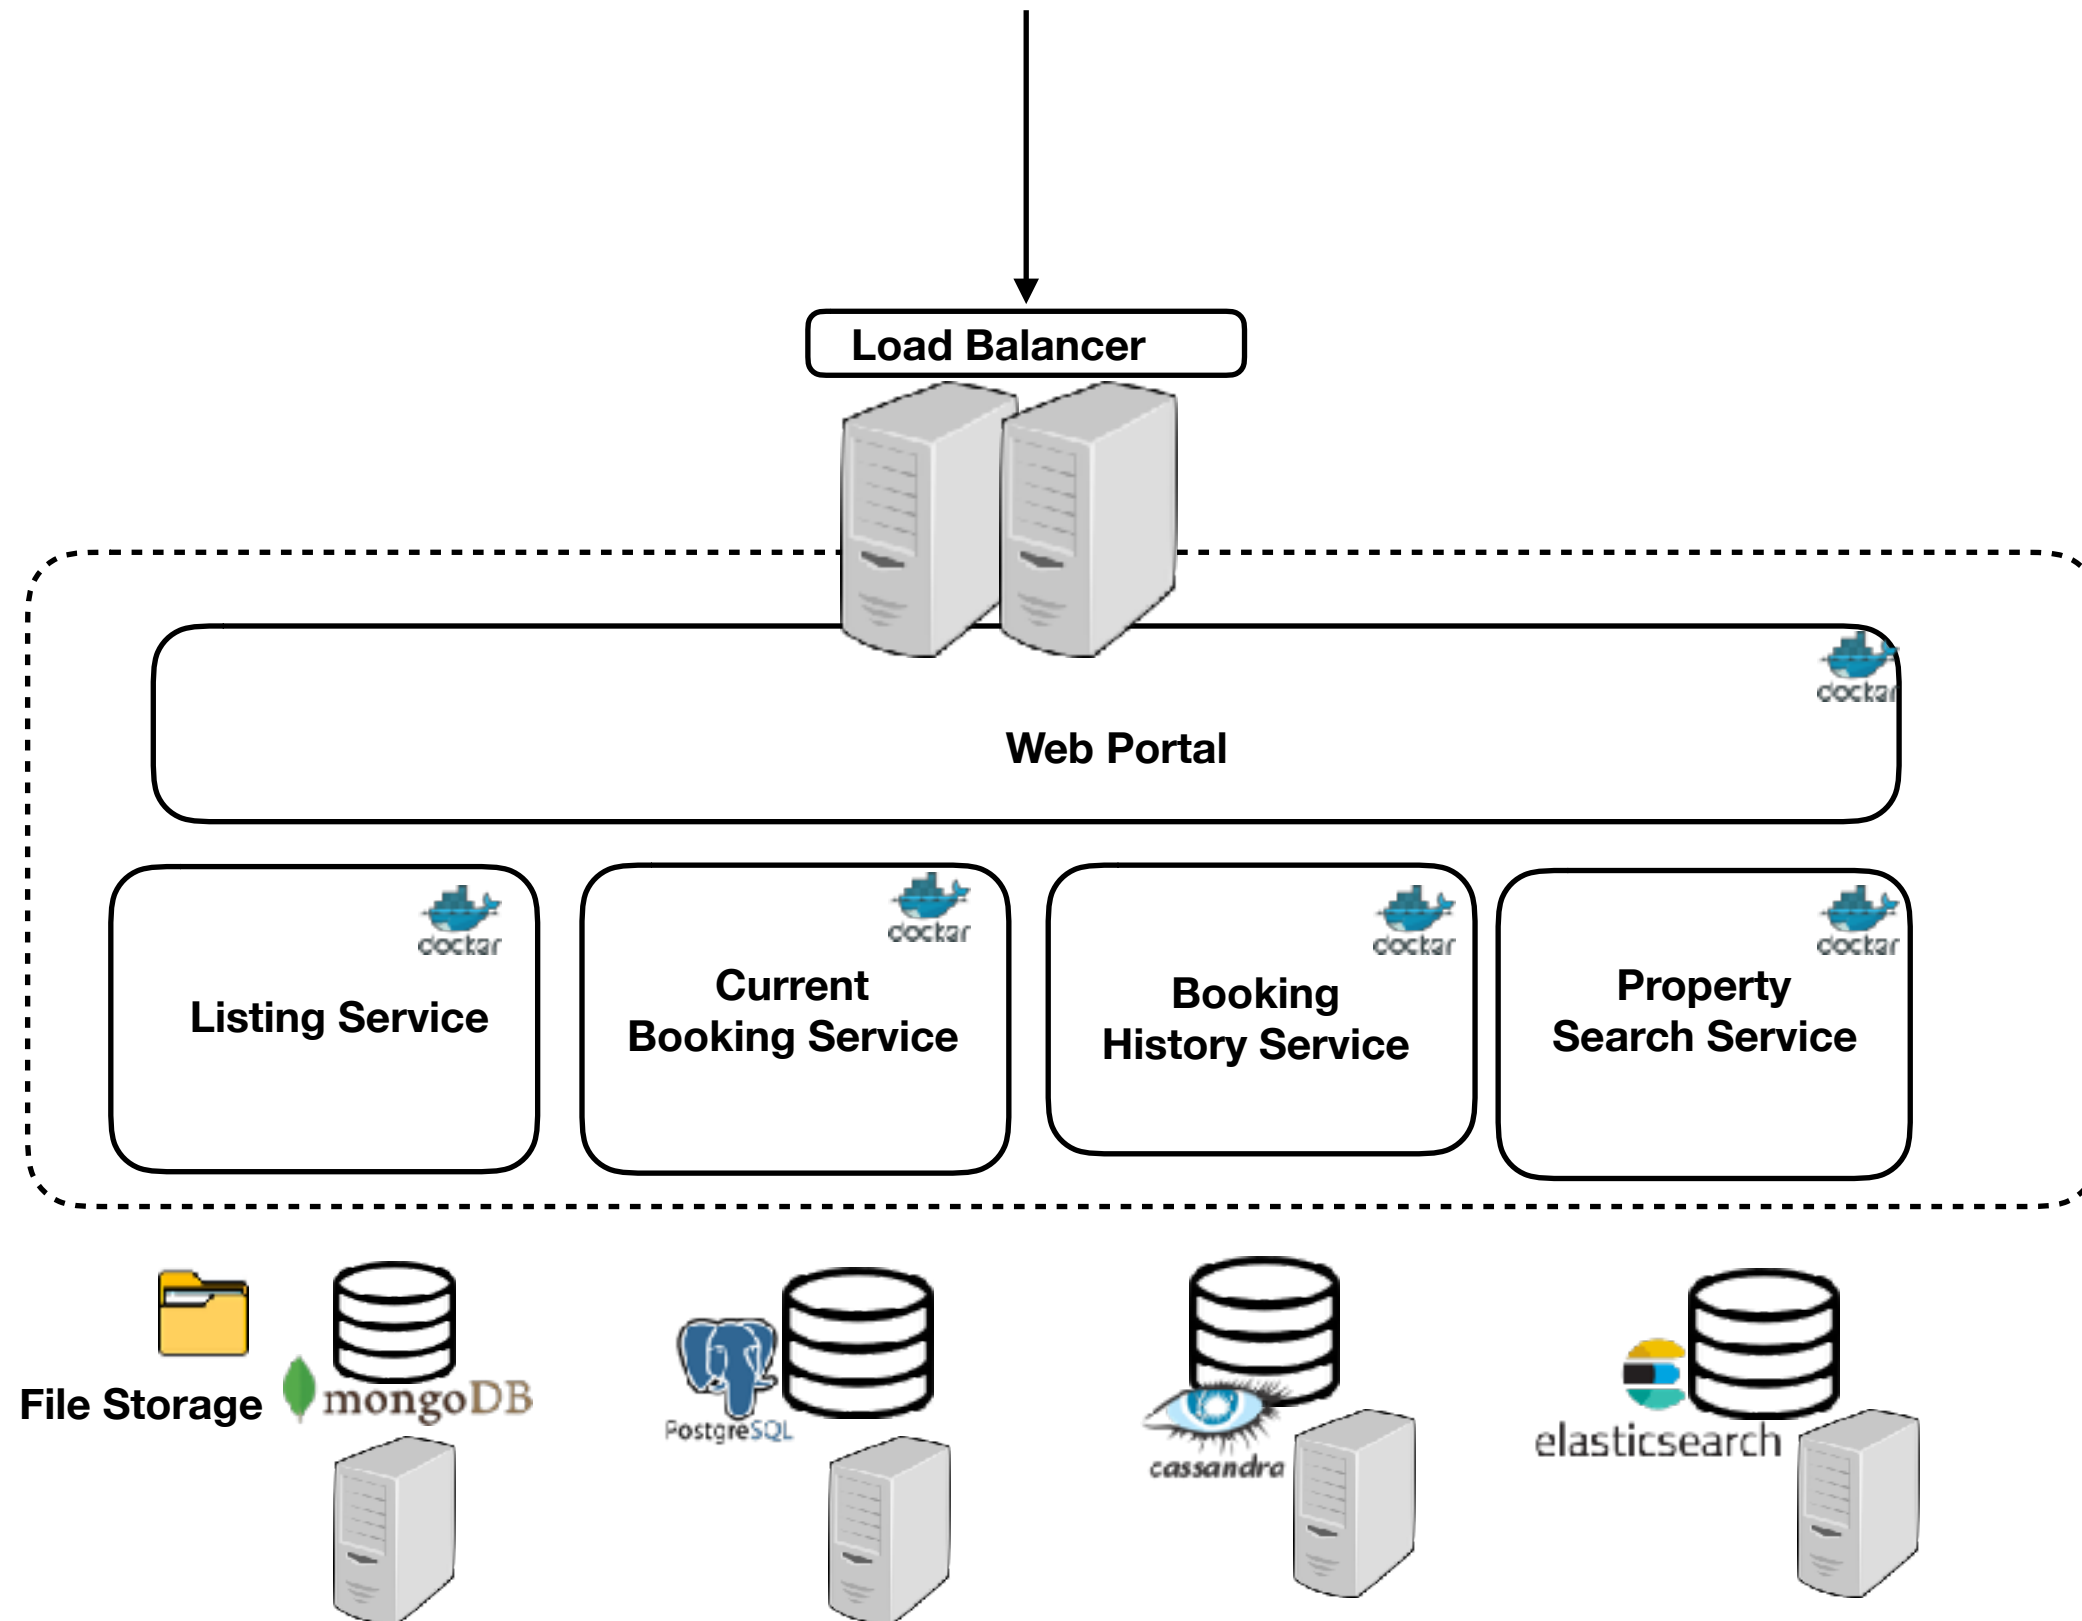 Load Balancer
docker
Web Portal
docker
docker
docker
docker
Listing Service
Current
Booking Service
Booking
History Service
Property
Search Service
File Storage
mongoDB
PostgreSQL
cassandra
elasticsearch